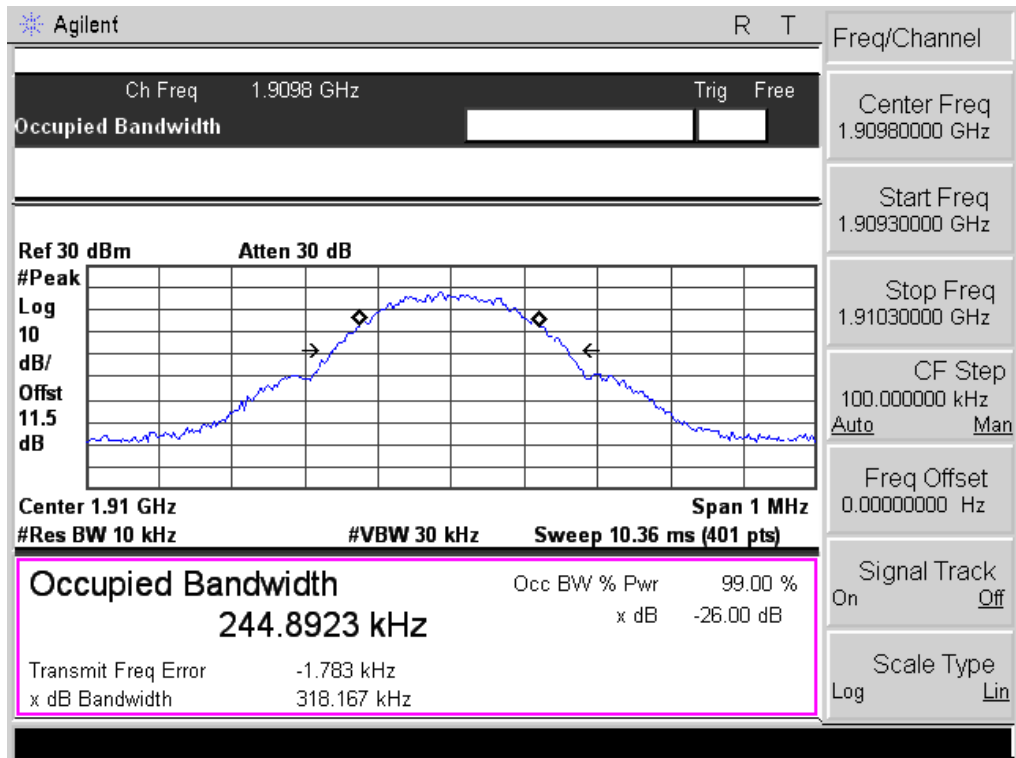 Agilent
R T
Freq/Channel
Ch Freq 1.9098 GHz Trig Free
Occupied Bandwidth
Center Freq
1.90980000 GHz
Start Freq
1.90930000 GHz
Ref 30 dBm Atten 30 dB
#Peak
Log
10
dB/
Offst
11.5
dB
Stop Freq
1.91030000 GHz
CF Step
100.000000 kHz
Auto Man
Center 1.91 GHz Span 1 MHz
#Res BW 10 kHz #VBW 30 kHz Sweep 10.36 ms (401 pts)
Freq Offset
0.00000000 Hz
Occupied Bandwidth
244.8923 kHz
Occ BW % Pwr 99.00 %
x dB -26.00 dB
Transmit Freq Error -1.783 kHz
x dB Bandwidth 318.167 kHz
Signal Track
On Off
Scale Type
Log Lin